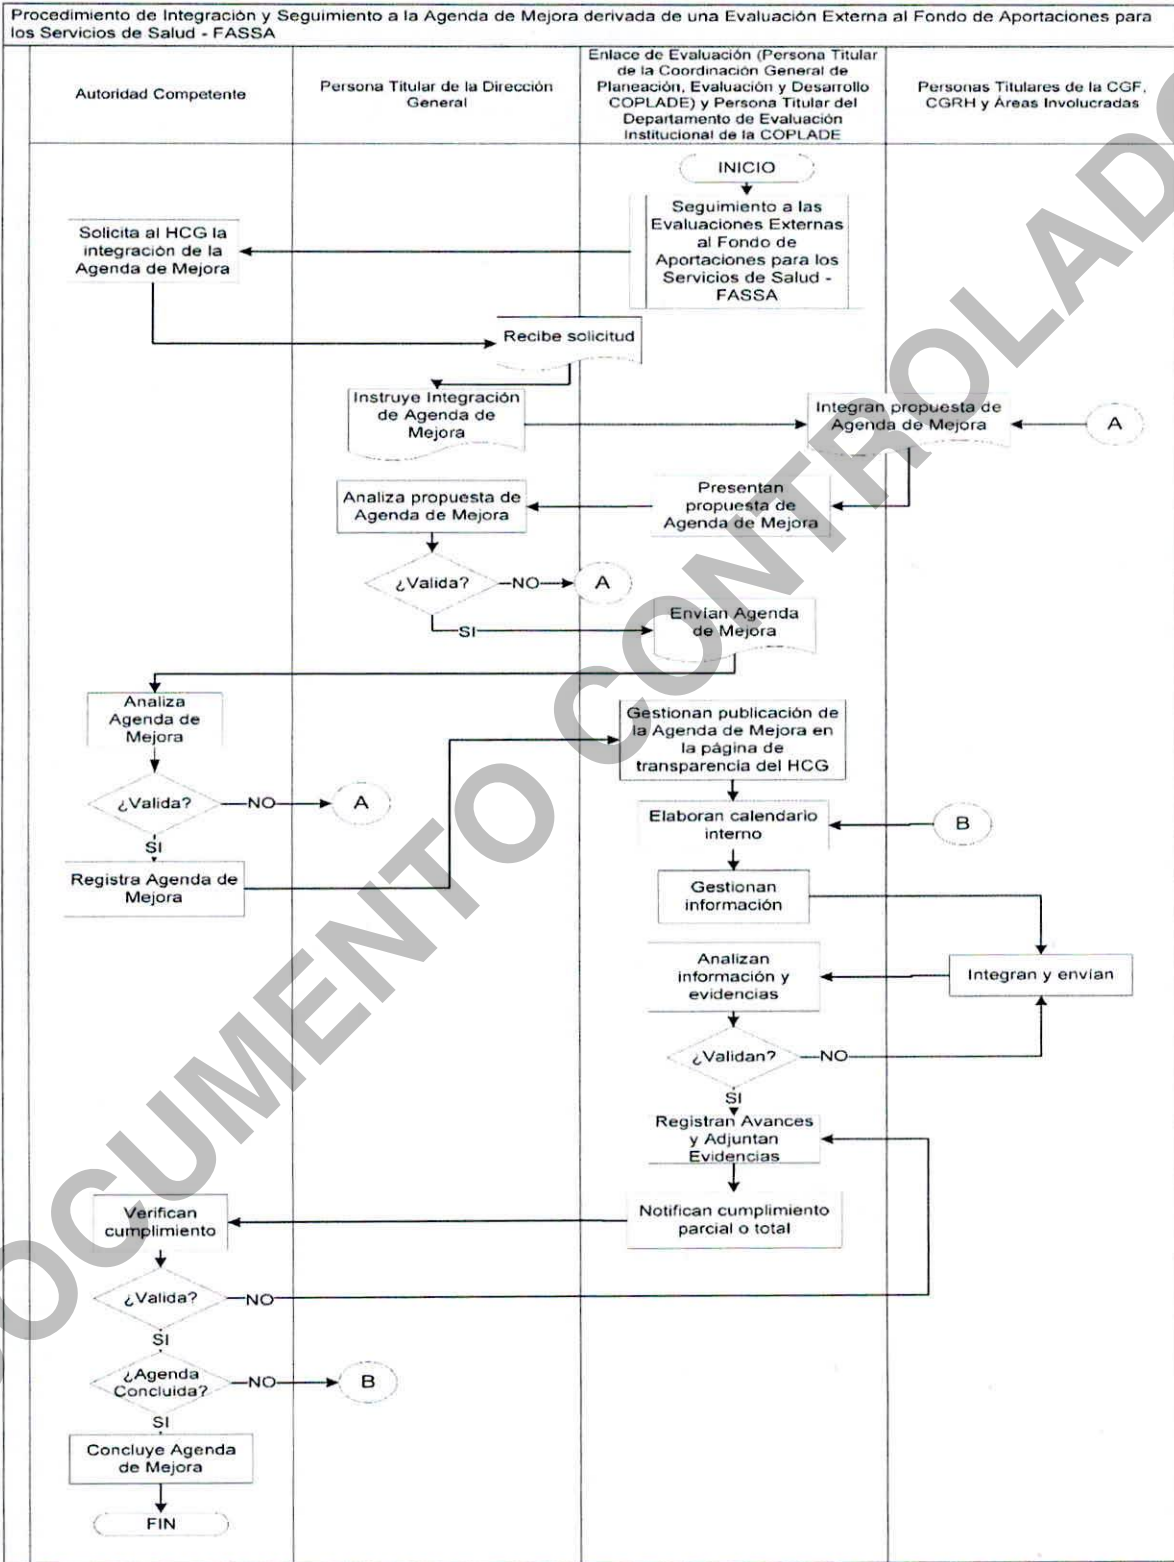 Procedimiento de Integración y Seguimiento a la Agenda de Mejora derivada de una Evaluación Externa al Fondo de Aportaciones para
los Servicios de Salud - FASSA
Autoridad Competente
Persona Titular de la Dirección
General
Enlace de Evaluación (Persona Titular
de la Coordinación General de
Planeación, Evaluación y Desarrollo
COPLADE) y Persona Titular del
Departamento de Evaluación
Institucional de la COPLADE
Personas Titulares de la CGF,
CGRH y Áreas Involucradas
INICIO
Seguimiento a las
Evaluaciones Externas
al Fondo de
Aportaciones para los
Servicios de Salud -
FASSA
Solicita al HCG la
integración de la
Agenda de Mejora
Recibe solicitud
Instruye Integración
de Agenda de
Mejora
Integran propuesta de
Agenda de Mejora
A
Presentan
propuesta de
Agenda de Mejora
Analiza propuesta de
Agenda de Mejora
¿Valida?
NO
A
SI
Envían Agenda
de Mejora
Analiza
Agenda de
Mejora
¿Valida?
NO
A
SI
Registra Agenda de
Mejora
Gestionan publicación de
la Agenda de Mejora en
la página de
transparencia del HCG
Elaboran calendario
interno
B
Gestionan
información
Integran y envían
Analizan
información y
evidencias
¿Validan?
NO
SI
Registran Avances
y Adjuntan
Evidencias
Notifican cumplimiento
parcial o total
Verifican
cumplimiento
¿Valida?
NO
SI
¿Agenda
Concluida?
NO
B
SI
Concluye Agenda
de Mejora
FIN
DOCUMENTO CONTROLADO